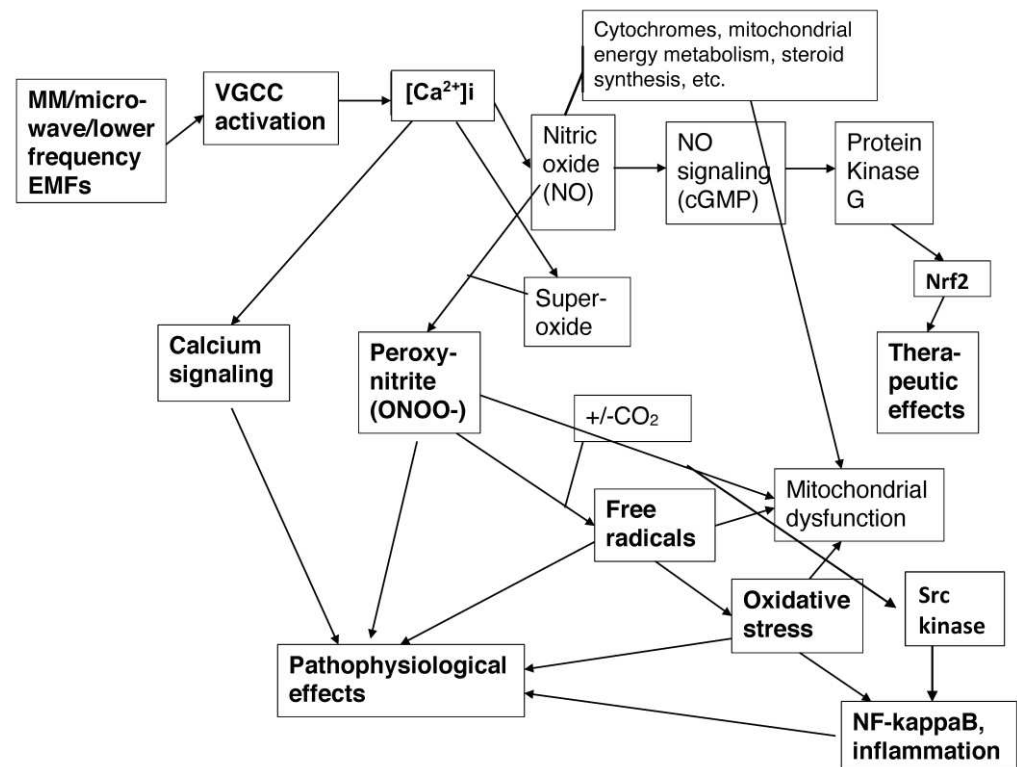 Cytochromes, mitochondrial
energy metabolism, steroid
synthesis, etc.
MM/micro-
wave/lower
frequency
EMFs
VGCC
activation
[Ca²⁺]i
Nitric
oxide
(NO)
NO
signaling
(cGMP)
Protein
Kinase
G
Nrf2
Super-
oxide
Calcium
signaling
Peroxy-
nitrite
(ONOO-)
Thera-
peutic
effects
+/-CO₂
Mitochondrial
dysfunction
Free
radicals
Oxidative
stress
Src
kinase
Pathophysiological
effects
NF-kappaB,
inflammation